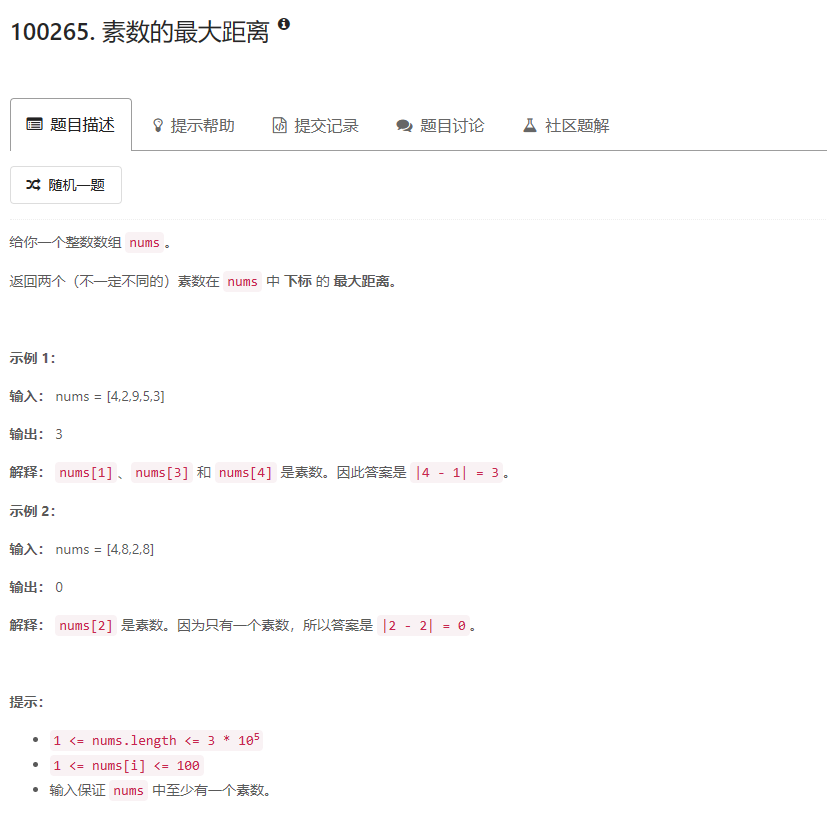 100265. 素数的最大距离
题目描述 提示帮助 提交记录 题目讨论 社区题解
随机一题
给你一个整数数组 nums 。
返回两个（不一定不同的）素数在 nums 中 下标 的 最大距离。
示例 1：
输入： nums = [4,2,9,5,3]
输出： 3
解释： nums[1] 、 nums[3] 和 nums[4] 是素数。因此答案是 |4 - 1| = 3 。
示例 2：
输入： nums = [4,8,2,8]
输出： 0
解释： nums[2] 是素数。因为只有一个素数，所以答案是 |2 - 2| = 0 。
提示：
• 1 <= nums.length <= 3 * 10⁵
• 1 <= nums[i] <= 100
• 输入保证 nums 中至少有一个素数。